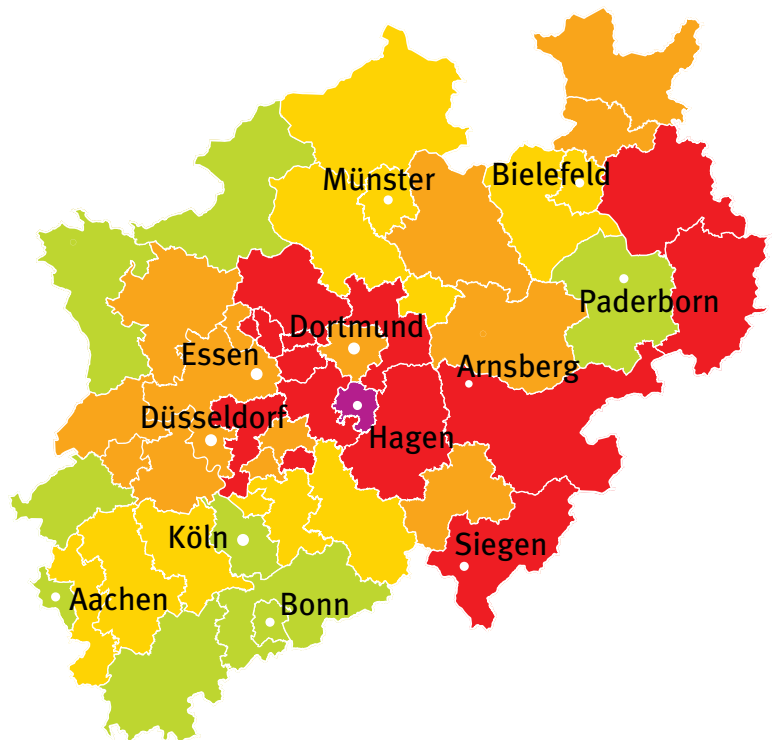 Münster
Bielefeld
Paderborn
Dortmund
Essen
Arnsberg
Düsseldorf
Hagen
Köln
Siegen
Aachen
Bonn